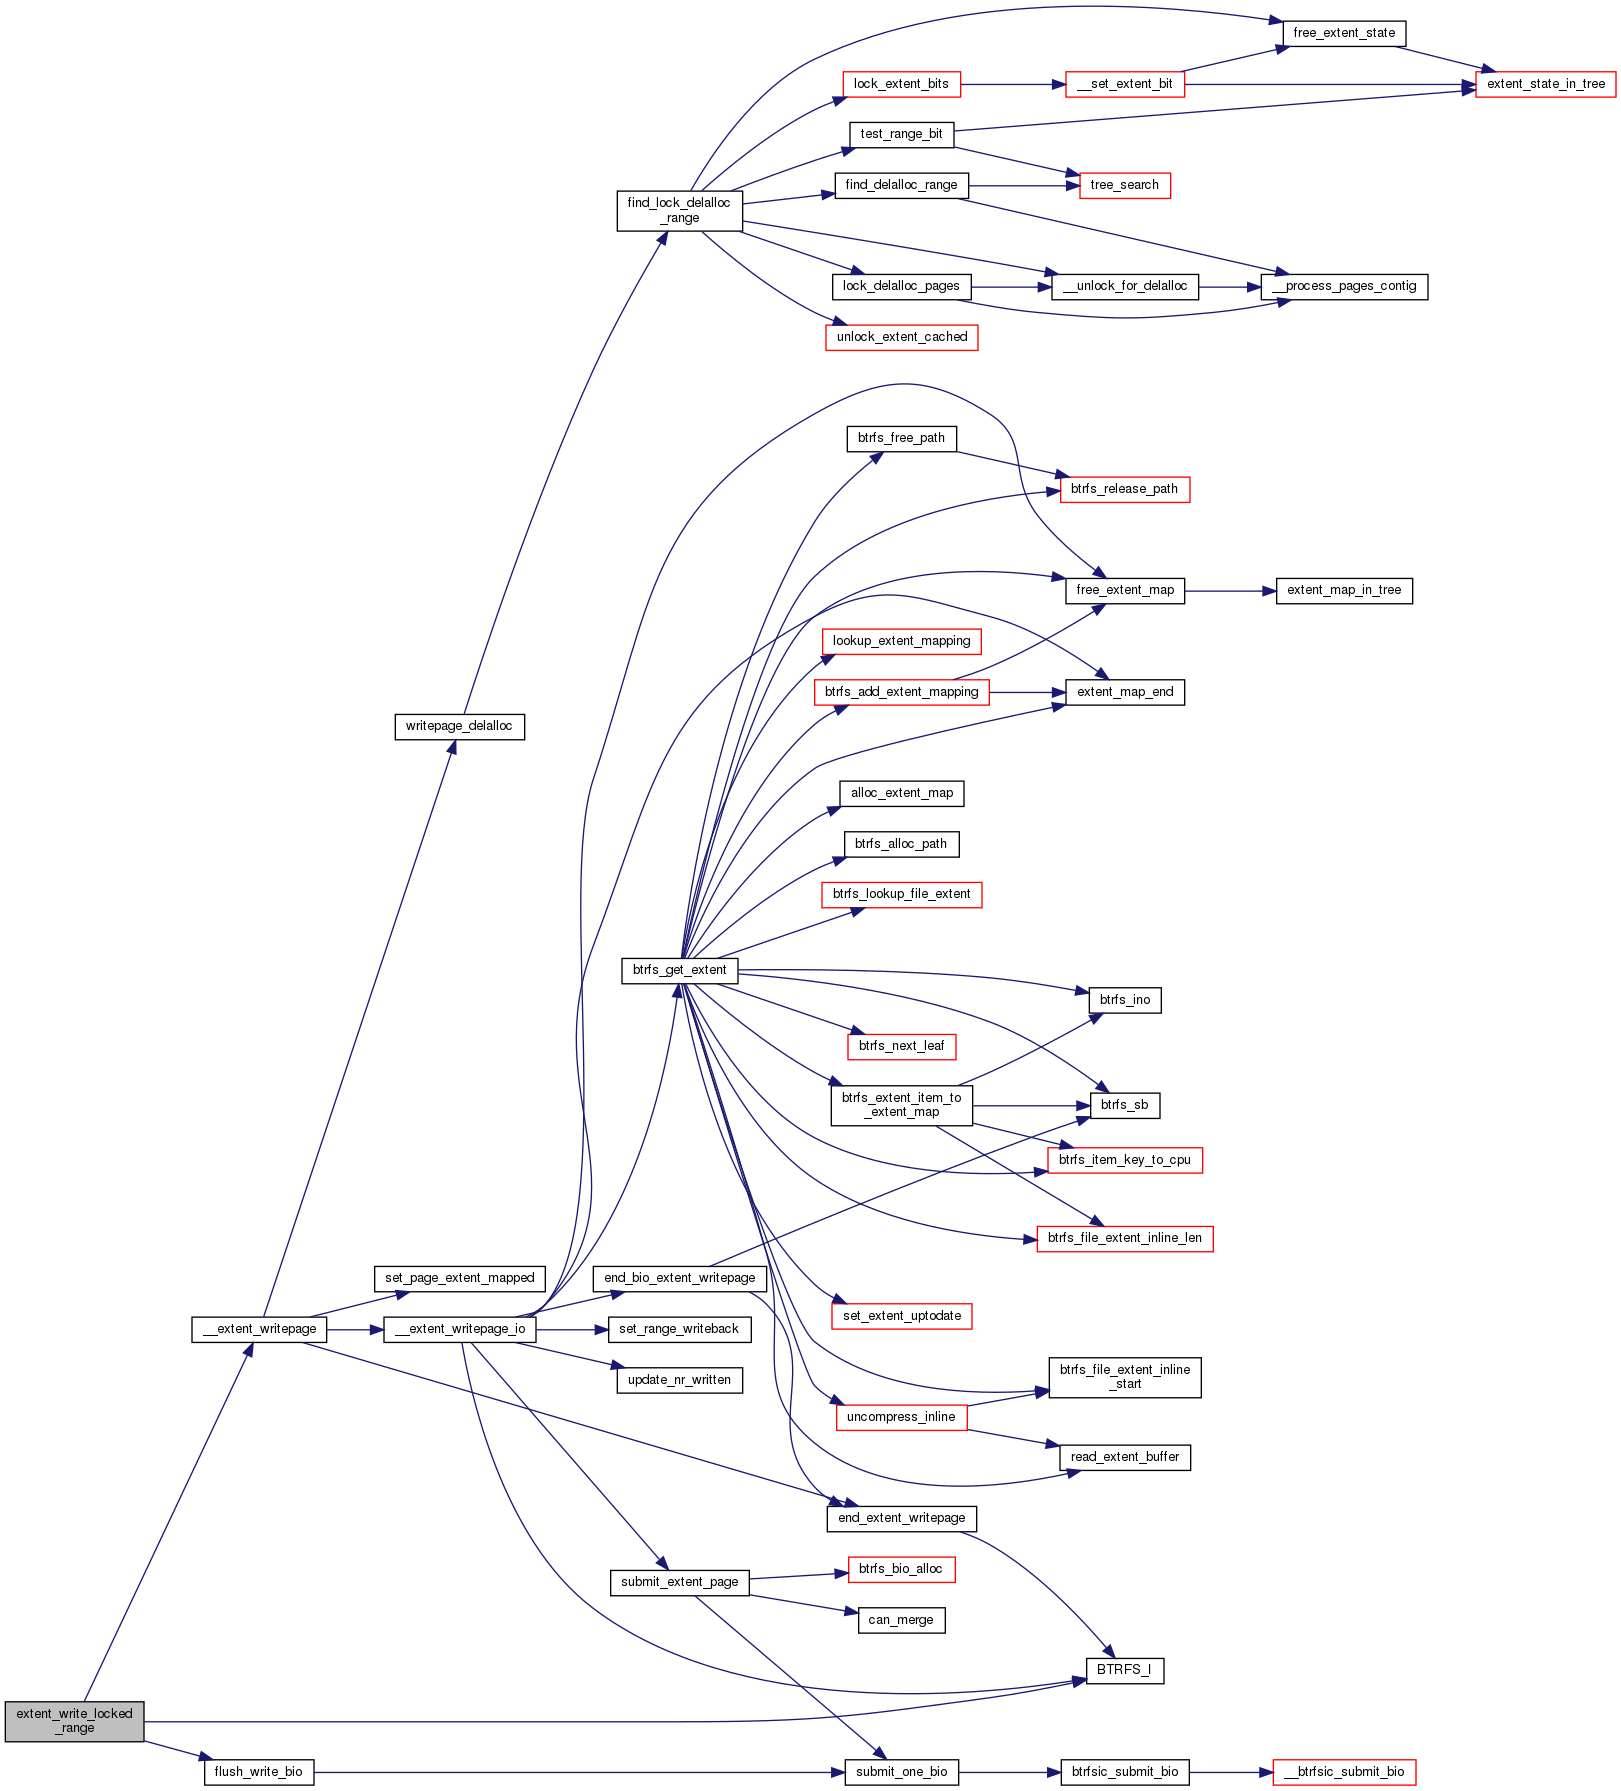 free_extent_state
lock_extent_bits
__set_extent_bit
extent_state_in_tree
test_range_bit
find_delalloc_range
tree_search
find_lock_delalloc
_range
lock_delalloc_pages
__unlock_for_delalloc
__process_pages_contig
unlock_extent_cached
btrfs_free_path
btrfs_release_path
free_extent_map
extent_map_in_tree
lookup_extent_mapping
btrfs_add_extent_mapping
extent_map_end
writepage_delalloc
alloc_extent_map
btrfs_alloc_path
btrfs_lookup_file_extent
btrfs_get_extent
btrfs_ino
btrfs_next_leaf
btrfs_extent_item_to
_extent_map
btrfs_sb
btrfs_item_key_to_cpu
btrfs_file_extent_inline_len
set_page_extent_mapped
end_bio_extent_writepage
set_extent_uptodate
__extent_writepage
__extent_writepage_io
set_range_writeback
update_nr_written
btrfs_file_extent_inline
_start
uncompress_inline
read_extent_buffer
end_extent_writepage
submit_extent_page
btrfs_bio_alloc
can_merge
BTRFS_I
extent_write_locked
_range
flush_write_bio
submit_one_bio
btrfsic_submit_bio
__btrfsic_submit_bio